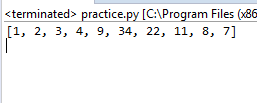 <terminated> practice.py [C:\Program Files (x86
[1, 2, 3, 4, 9, 34, 22, 11, 8, 7]